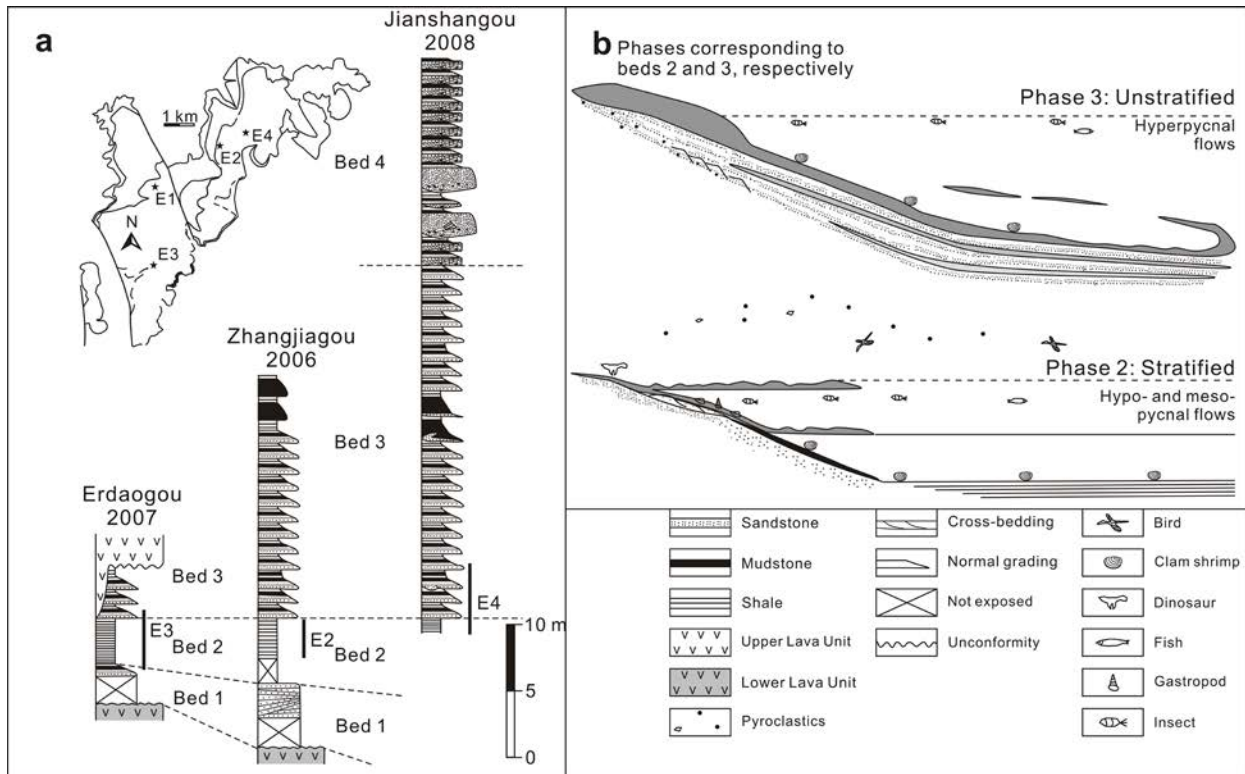 a
Jianshangou
2008
1 km
E4
E2
E1
N
E3
Bed 4
Zhangjiagou
2006
Bed 3
Erdaogou
2007
Bed 3
E4
E3
E2
Bed 2
Bed 2
Bed 1
Bed 1
10 m
5
0
b
Phases corresponding to
beds 2 and 3, respectively
Phase 3: Unstratified
Hyperpycnal
flows
Phase 2: Stratified
Hypo- and meso-
pycnal flows
Sandstone
Mudstone
Shale
Upper Lava Unit
Lower Lava Unit
Pyroclastics
Cross-bedding
Normal grading
Not exposed
Unconformity
Bird
Clam shrimp
Dinosaur
Fish
Gastropod
Insect